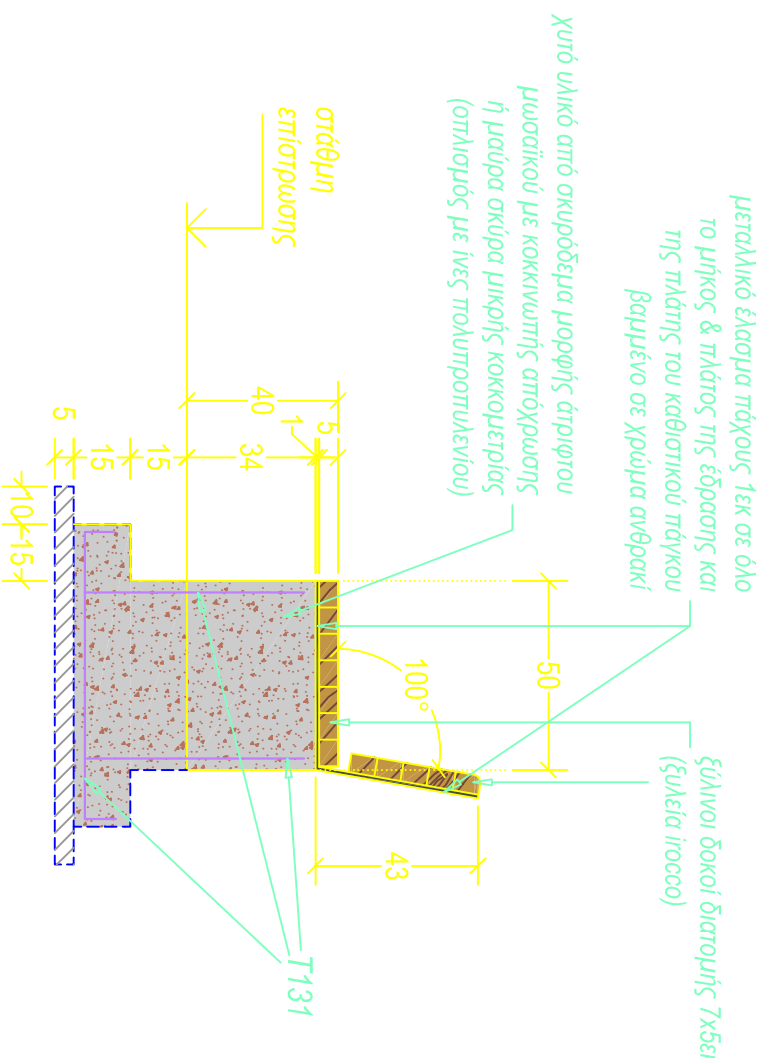 μεταλλικό έλασμα πάχους 1εκ σε όλο
το μήκος & πλάτος της έδρασης και
της πλάτης του καθιστικού πάγκου
βαμμένο σε χρώμα ανθρακί
Χυτό υλικό από σκυρόδεμα μορφής άτριφτου
μωσαϊκού με κοκκινωπής απόχρωσης
ή μαύρα σκύρα μικρής κοκκομετρίας
(οπλισμός με ίνες πολυπροπυλενίου)
ξύλινοι δοκοί διατομής 7x5εκ
(ξυλεία irocco)
στάθμη
επίστρωσης
50
100°
43
5
1
40
34
15
15
5
10
15
T131